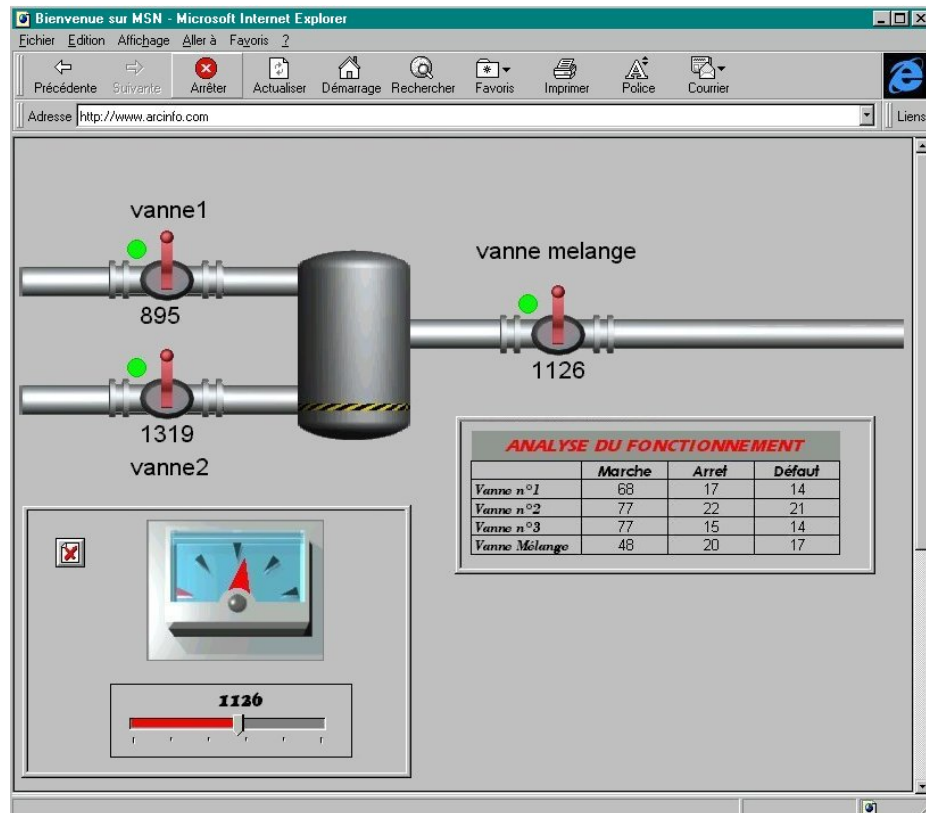 Bienvenue sur MSN - Microsoft Internet Explorer
Fichier Edition Affichage Aller à Favoris ?
Précédente Suivante Arrêter Actualiser Démarrage Rechercher Favoris Imprimer Police Courrier
Adresse http://www.arcinfo.com Liens
vanne1
895
1319
vanne2
vanne melange
1126
ANALYSE DU FONCTIONNEMENT
Marche Arret Défaut
Vanne n°1 68 17 14
Vanne n°2 77 22 21
Vanne n°3 77 15 14
Vanne Mélange 48 20 17
1126